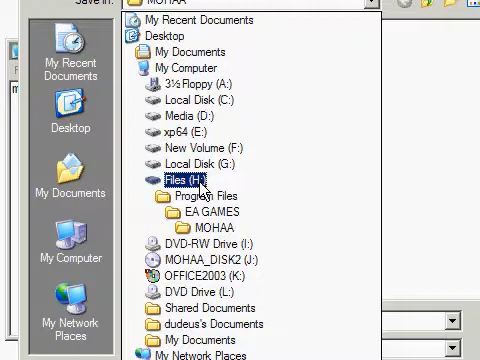 Save in:
MOHAA
My Recent
Documents
Desktop
My Documents
My Computer
My Network
Places
My Recent Documents
Desktop
My Documents
My Computer
3½ Floppy (A:)
Local Disk (C:)
Media (D:)
xp64 (E:)
New Volume (F:)
Local Disk (G:)
Files (H:)
Program Files
EA GAMES
MOHAA
DVD-RW Drive (I:)
MOHAA_DISK2 (J:)
OFFICE2003 (K:)
DVD Drive (L:)
Shared Documents
dudeus's Documents
My Documents
My Network Places